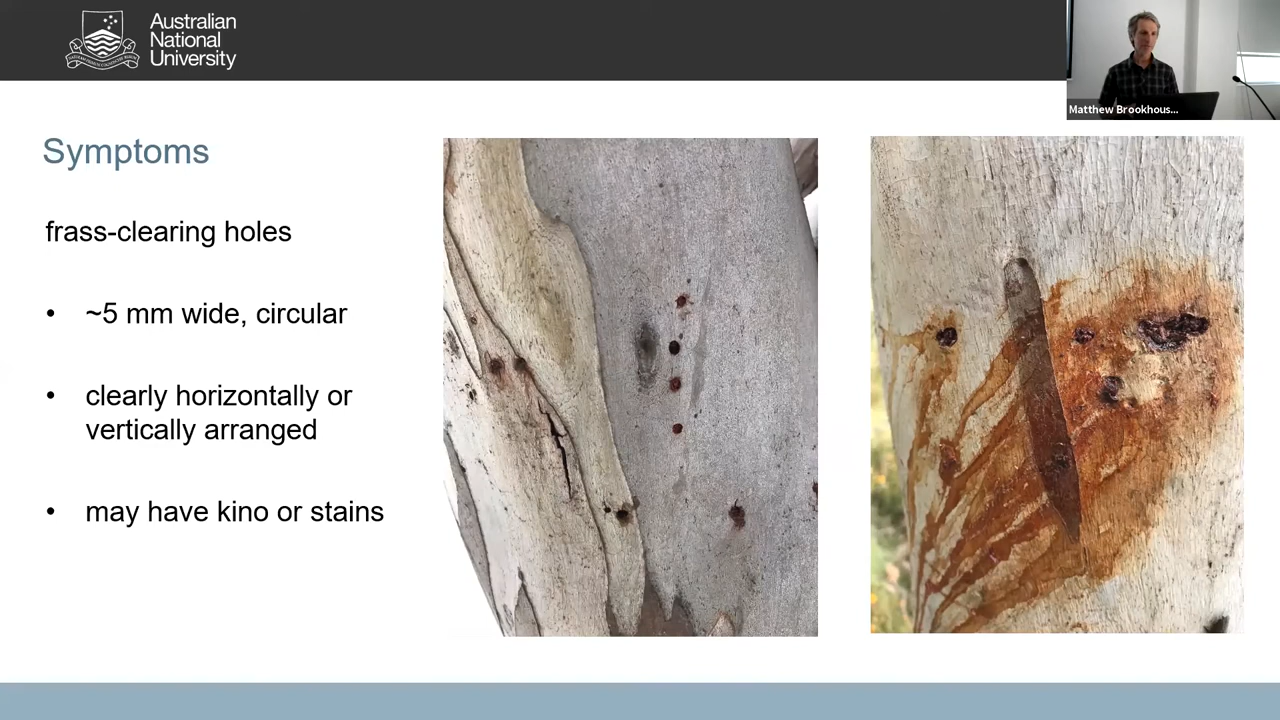 Australian
National
University
Matthew Brookhous...
Symptoms
frass-clearing holes
• ~5 mm wide, circular
• clearly horizontally or
vertically arranged
• may have kino or stains